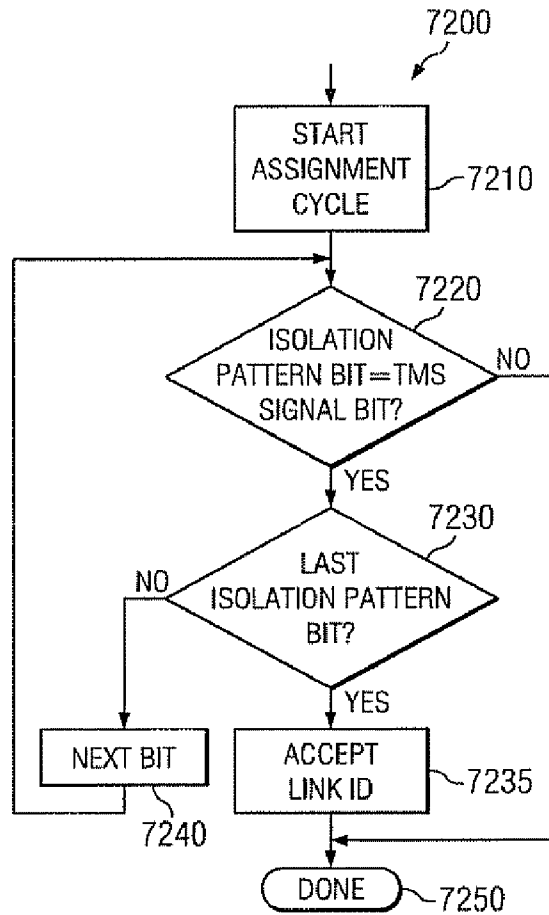 7200
START
ASSIGNMENT
CYCLE
7210
7220
ISOLATION
PATTERN BIT=TMS
SIGNAL BIT?
NO
YES
7230
LAST
ISOLATION PATTERN
BIT?
NO
YES
NEXT BIT
7240
ACCEPT
LINK ID
7235
DONE
7250